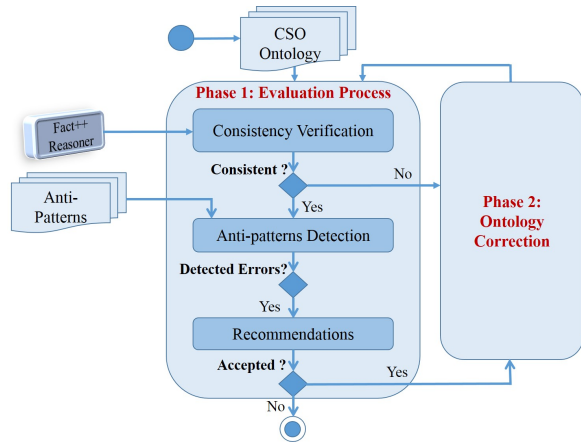 CSO
Ontology
Phase 1: Evaluation Process
Fact++
Reasoner
Consistency Verification
Consistent ?
No
Yes
Anti-
Patterns
Anti-patterns Detection
Phase 2:
Ontology
Correction
Detected Errors?
Yes
Recommendations
Accepted ?
Yes
No